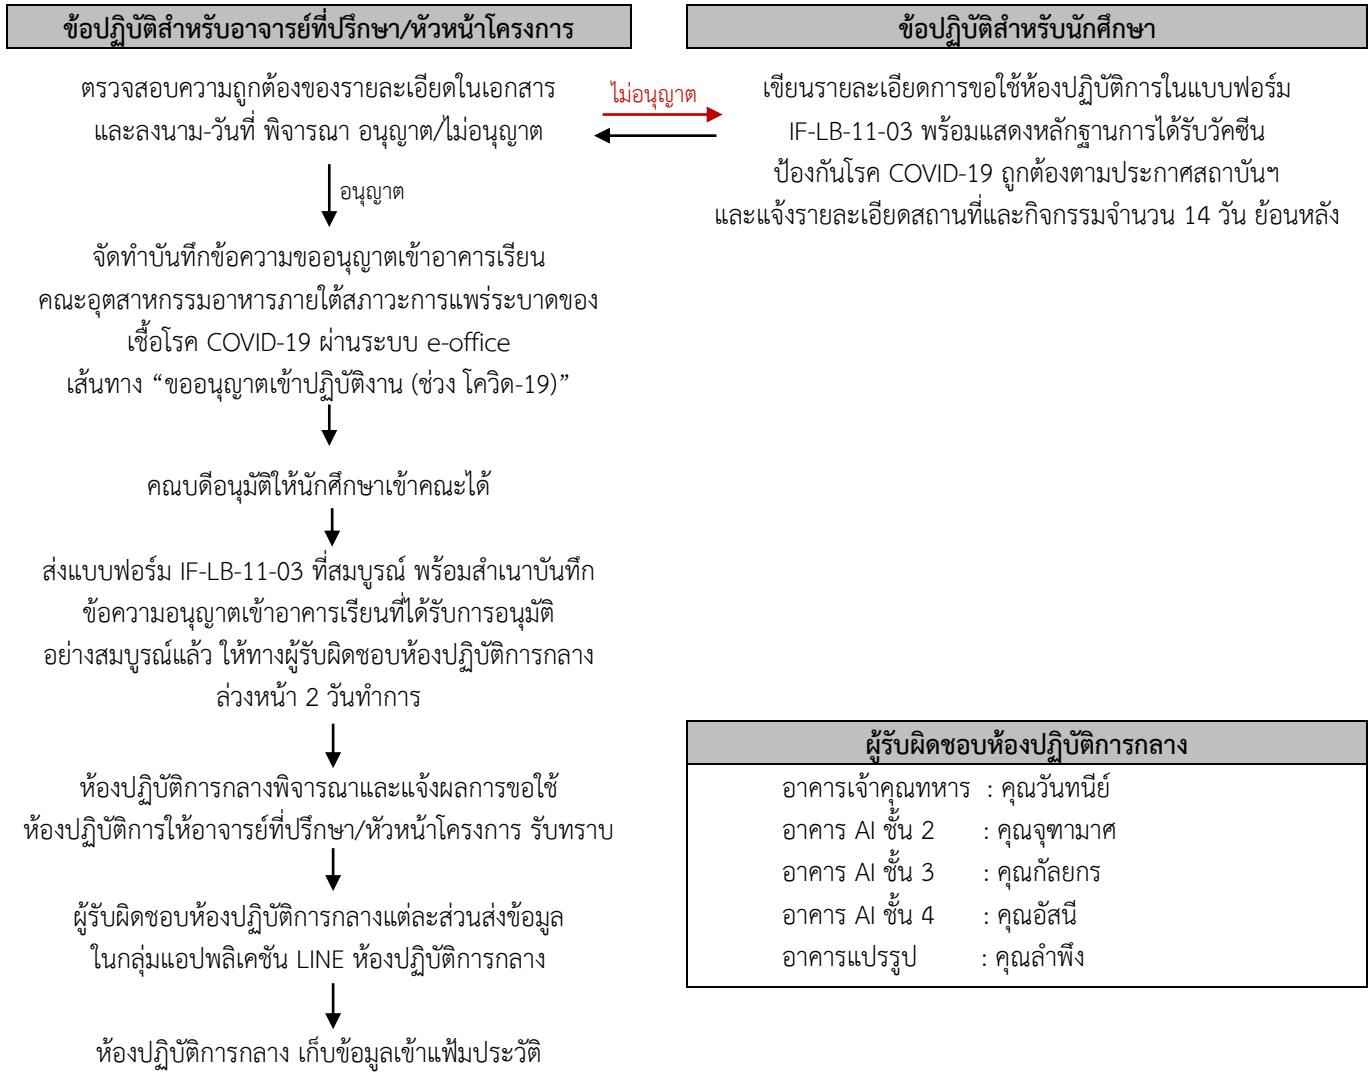 ข้อปฏิบัติสำหรับอาจารย์ที่ปรึกษา/หัวหน้าโครงการ
ตรวจสอบความถูกต้องของรายละเอียดในเอกสาร
และลงนาม-วันที่ พิจารณา อนุญาต/ไม่อนุญาต
ไม่อนุญาต
อนุญาต
จัดทำบันทึกข้อความขออนุญาตเข้าอาคารเรียน
คณะอุตสาหกรรมอาหารภายใต้สภาวะการแพร่ระบาดของ
เชื้อโรค COVID-19 ผ่านระบบ e-office
เส้นทาง “ขออนุญาตเข้าปฏิบัติงาน (ช่วง โควิด-19)”
คณบดีอนุมัติให้นักศึกษาเข้าคณะได้
ส่งแบบฟอร์ม IF-LB-11-03 ที่สมบูรณ์ พร้อมสำเนาบันทึก
ข้อความอนุญาตเข้าอาคารเรียนที่ได้รับการอนุมัติ
อย่างสมบูรณ์แล้ว ให้ทางผู้รับผิดชอบห้องปฏิบัติการกลาง
ล่วงหน้า 2 วันทำการ
ห้องปฏิบัติการกลางพิจารณาและแจ้งผลการขอใช้
ห้องปฏิบัติการให้อาจารย์ที่ปรึกษา/หัวหน้าโครงการ รับทราบ
ผู้รับผิดชอบห้องปฏิบัติการกลางแต่ละส่วนส่งข้อมูล
ในกลุ่มแอปพลิเคชัน LINE ห้องปฏิบัติการกลาง
ห้องปฏิบัติการกลาง เก็บข้อมูลเข้าแฟ้มประวัติ
ข้อปฏิบัติสำหรับนักศึกษา
เขียนรายละเอียดการขอใช้ห้องปฏิบัติการในแบบฟอร์ม
IF-LB-11-03 พร้อมแสดงหลักฐานการได้รับวัคซีน
ป้องกันโรค COVID-19 ถูกต้องตามประกาศสถาบันฯ
และแจ้งรายละเอียดสถานที่และกิจกรรมจำนวน 14 วัน ย้อนหลัง
ผู้รับผิดชอบห้องปฏิบัติการกลาง
อาคารเจ้าคุณทหาร : คุณวันทนีย์
อาคาร AI ชั้น 2 : คุณจุฑามาศ
อาคาร AI ชั้น 3 : คุณกัลยกร
อาคาร AI ชั้น 4 : คุณอัสนี
อาคารแปรรูป : คุณลำพึง